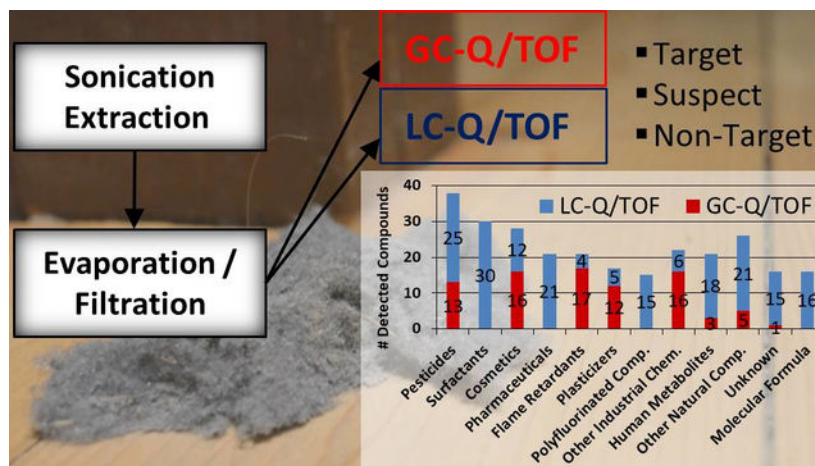 Sonication
Extraction
Evaporation /
Filtration
GC-Q/TOF
LC-Q/TOF
▪ Target
▪ Suspect
▪ Non-Target
# Detected Compounds
40
30
20
10
0
LC-Q/TOF
GC-Q/TOF
25
13
30
12
16
21
4
17
5
12
15
6
16
18
3
21
5
15
1
16
Pesticides
Surfactants
Cosmetics
Pharmaceuticals
Flame Retardants
Plasticizers
Polyfluorinated Comp.
Other Industrial Chem.
Human Metabolites
Other Natural Comp.
Unknown
Molecular Formula